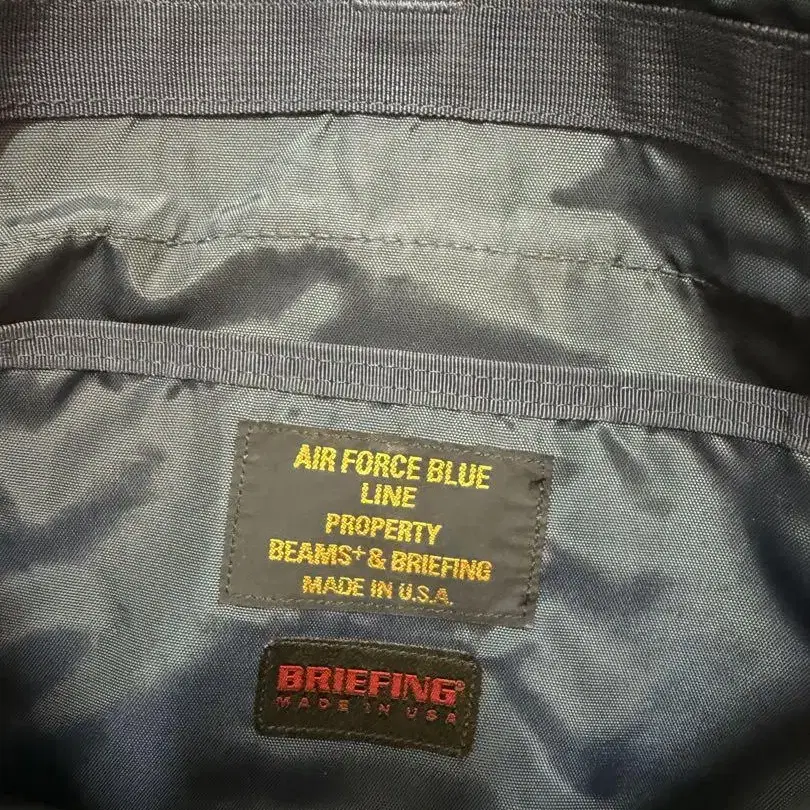 AIR FORCE BLUE
LINE
PROPERTY
BEAMS+ & BRIEFING
MADE IN U.S.A.
BRIEFING®
MADE IN USA